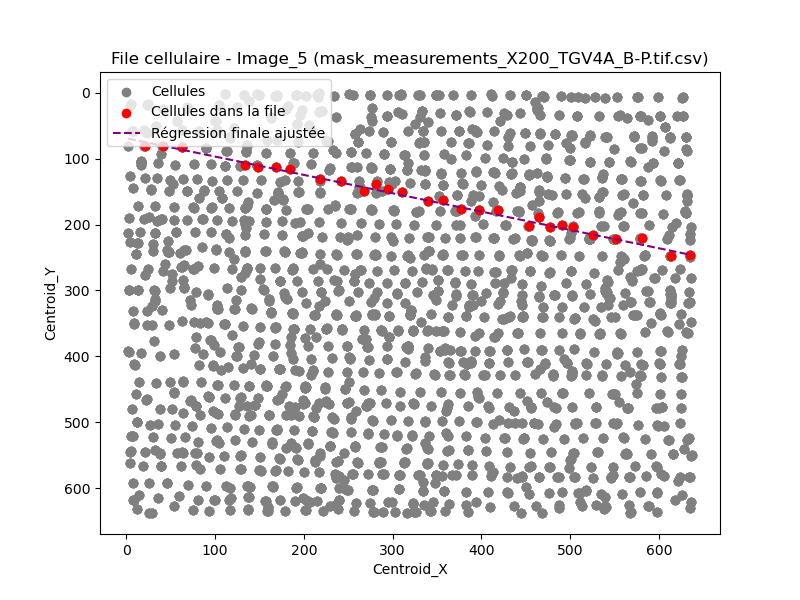 File cellulaire - Image_5 (mask_measurements_X200_TGV4A_B-P.tif.csv)
Cellules
Cellules dans la file
Régression finale ajustée
0
100
200
300
400
500
600
Centroid_Y
0 100 200 300 400 500 600
Centroid_X